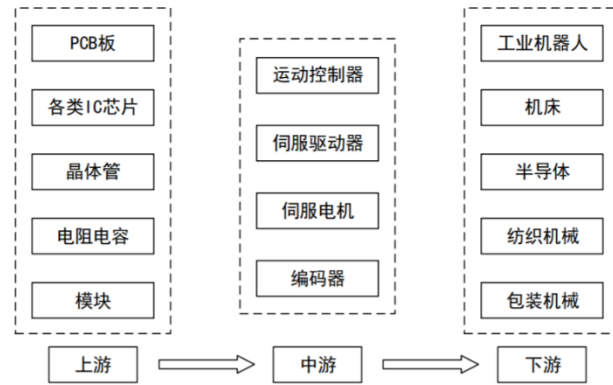 PCB板
各类IC芯片
晶体管
电阻电容
模块
运动控制器
伺服驱动器
伺服电机
编码器
工业机器人
机床
半导体
纺织机械
包装机械
上游
中游
下游